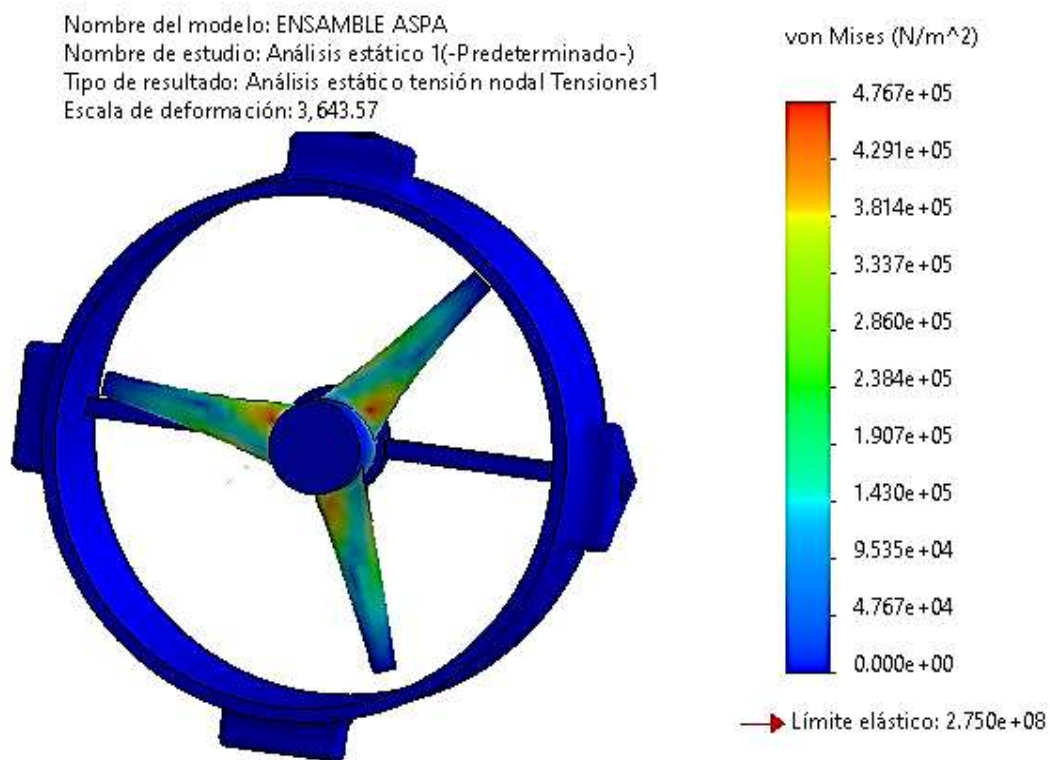 Nombre del modelo: ENSAMBLE ASPA
Nombre de estudio: Análisis estático 1(-Predeterminado-)
Tipo de resultado: Análisis estático tensión nodal Tensiones1
Escala de deformación: 3,643.57
von Mises (N/m^2)
4.767e+05
4.291e+05
3.814e+05
3.337e+05
2.860e+05
2.384e+05
1.907e+05
1.430e+05
9.535e+04
4.767e+04
0.000e+00
Límite elástico: 2.750e+08